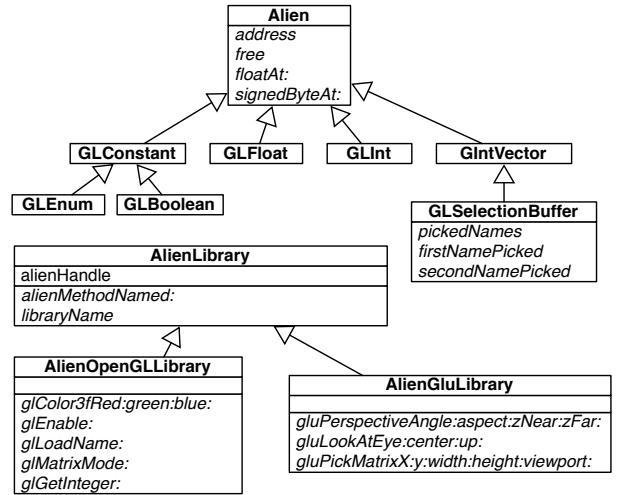 Alien
address
free
floatAt:
signedByteAt:
GLConstant
GLFloat
GLInt
GlntVector
GLEnum
GLBoolean
GLSelectionBuffer
pickedNames
firstNamePicked
secondNamePicked
AlienLibrary
alienHandle
alienMethodNamed:
libraryName
AlienOpenGLLibrary
glColor3fRed:green:blue:
glEnable:
glLoadName:
glMatrixMode:
glGetInteger:
AlienGluLibrary
gluPerspectiveAngle:aspect:zNear:zFar:
gluLookAtEye:center:up:
gluPickMatrixX:y:width:height:viewport: